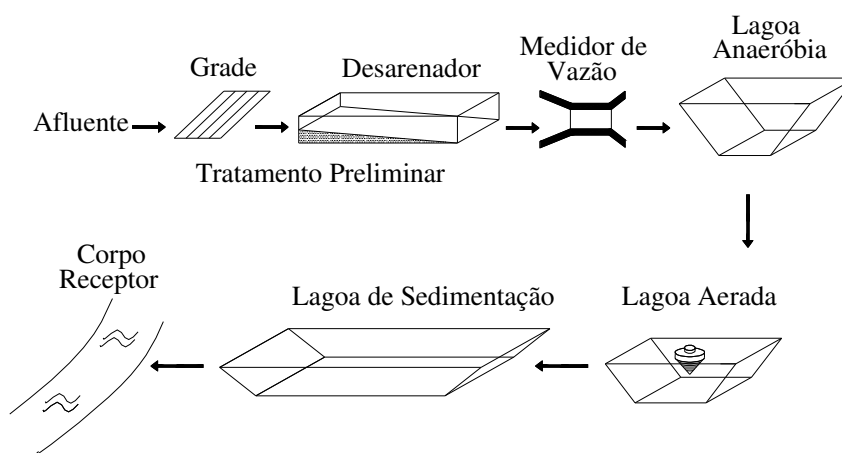 Lagoa
Anaeróbia
Medidor de
Vazão
Grade
Desarenador
Afluente
Tratamento Preliminar
Corpo
Receptor
Lagoa de Sedimentação
Lagoa Aerada